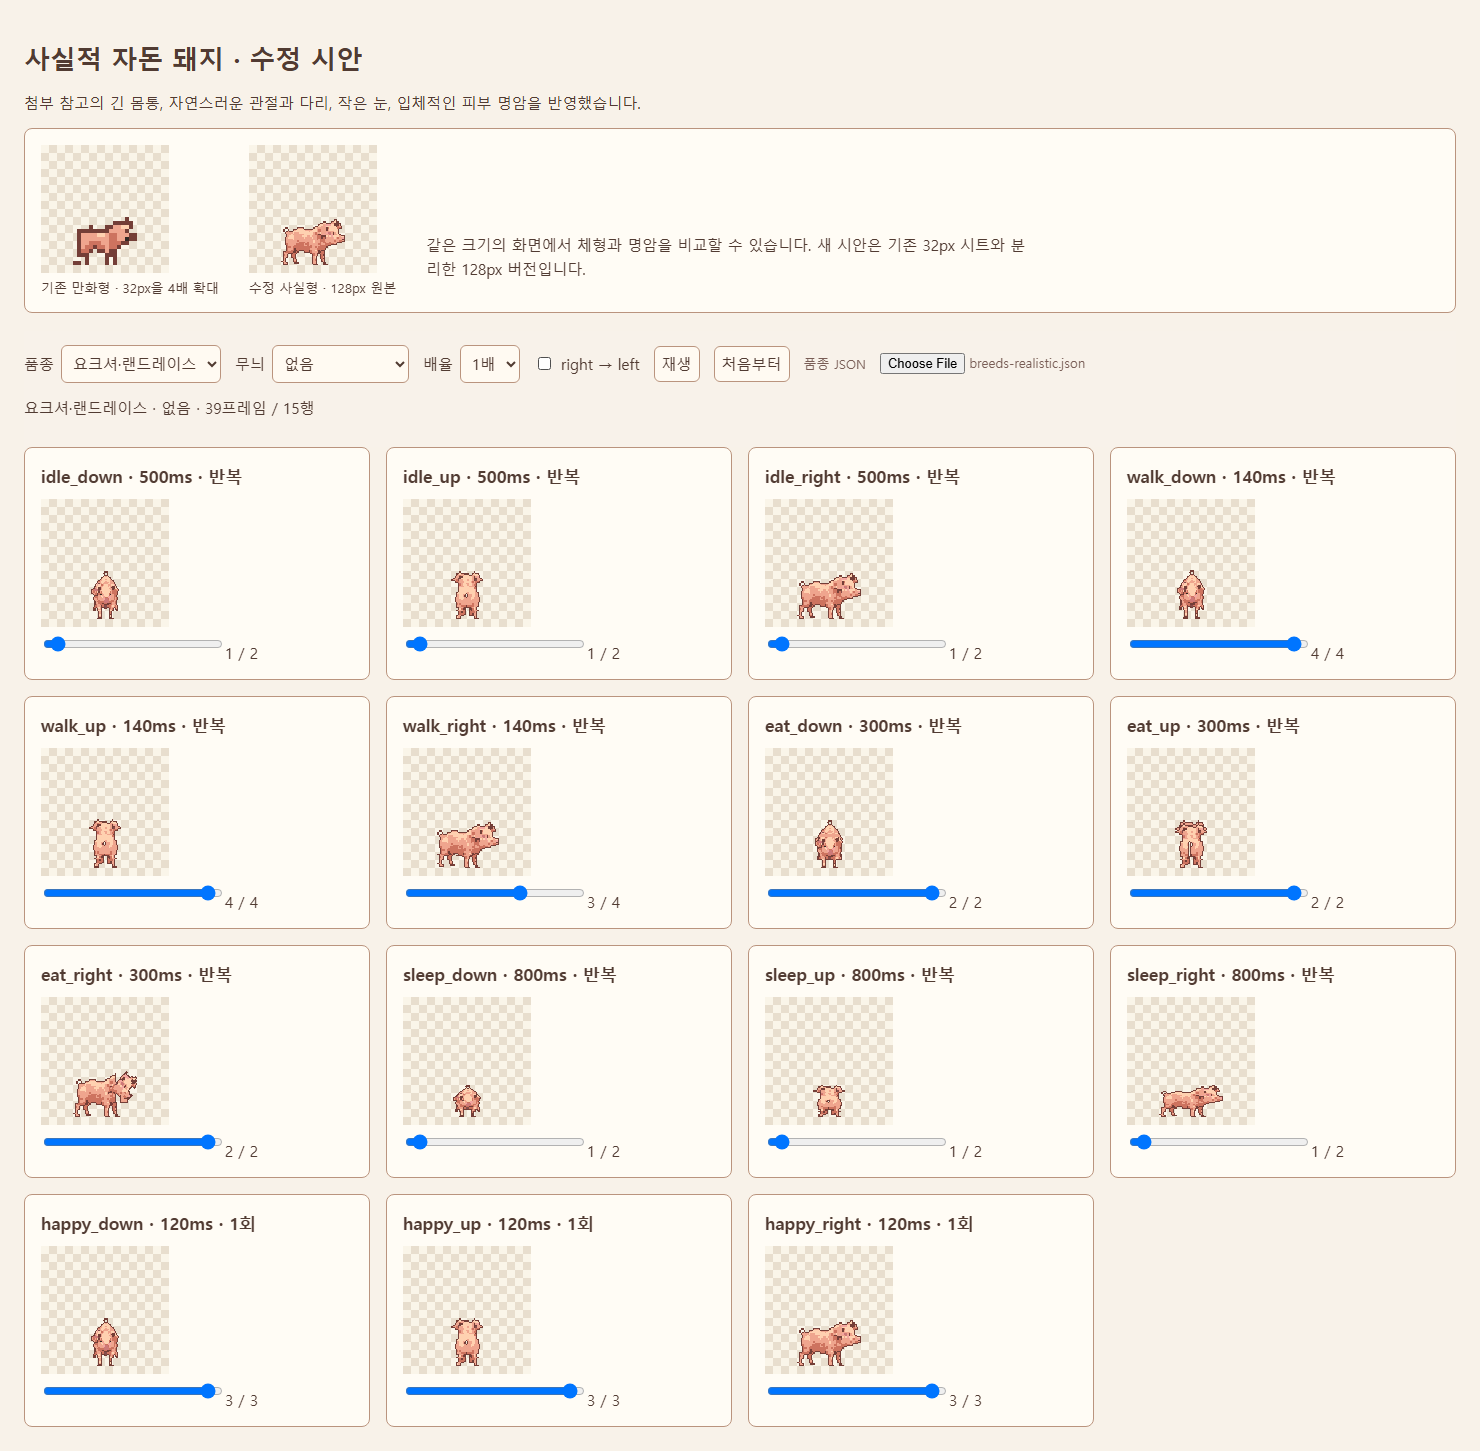 사실적 자돈 돼지 · 수정 시안
첨부 참고의 긴 몸통, 자연스러운 관절과 다리, 작은 눈, 입체적인 피부 명암을 반영했습니다.
기존 만화형 · 32px을 4배 확대
수정 사실형 · 128px 원본
같은 크기의 화면에서 체형과 명암을 비교할 수 있습니다. 새 시안은 기존 32px 시트와 분
리한 128px 버전입니다.
품종 요크셔·랜드레이스 무늬 없음 배율 1배 right → left 재생 처음부터 품종 JSON Choose File breeds-realistic.json
요크셔·랜드레이스 · 없음 · 39프레임 / 15행
idle_down · 500ms · 반복
1 / 2
idle_up · 500ms · 반복
1 / 2
idle_right · 500ms · 반복
1 / 2
walk_down · 140ms · 반복
4 / 4
walk_up · 140ms · 반복
4 / 4
walk_right · 140ms · 반복
3 / 4
eat_down · 300ms · 반복
2 / 2
eat_up · 300ms · 반복
2 / 2
eat_right · 300ms · 반복
2 / 2
sleep_down · 800ms · 반복
1 / 2
sleep_up · 800ms · 반복
1 / 2
sleep_right · 800ms · 반복
1 / 2
happy_down · 120ms · 1회
3 / 3
happy_up · 120ms · 1회
3 / 3
happy_right · 120ms · 1회
3 / 3